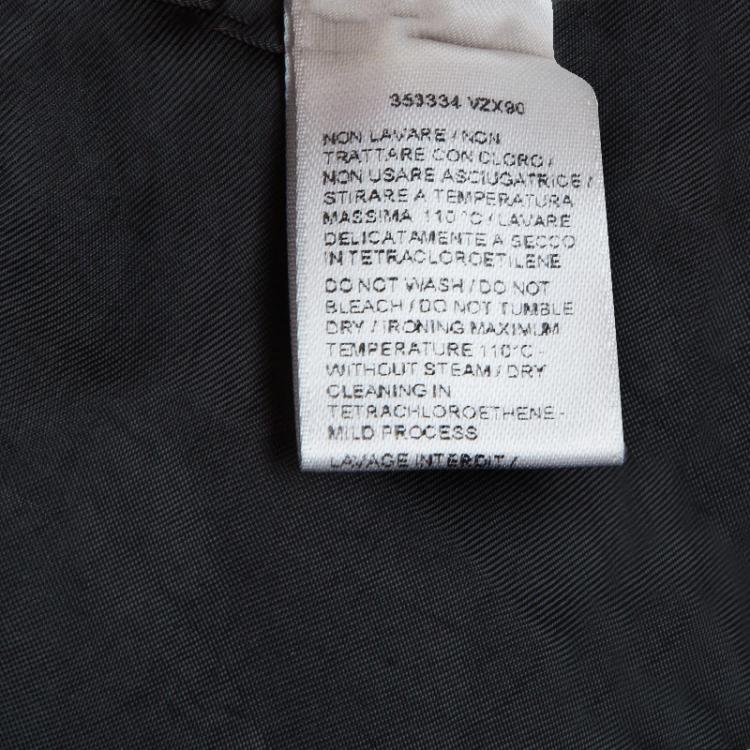 353334 VZX90
NON LAVARE / NON
TRATTARE CON CLORO /
NON USARE ASCIUGATRICE /
STIRARE A TEMPERATURA
MASSIMA 110°C / LAVARE
DELICATAMENTE A SECCO
IN TETRACLOROETILENE
DO NOT WASH / DO NOT
BLEACH / DO NOT TUMBLE
DRY / IRONING MAXIMUM
TEMPERATURE 110°C -
WITHOUT STEAM / DRY
CLEANING IN
TETRACHLOROETHENE -
MILD PROCESS
LAVAGE INTERDIT /